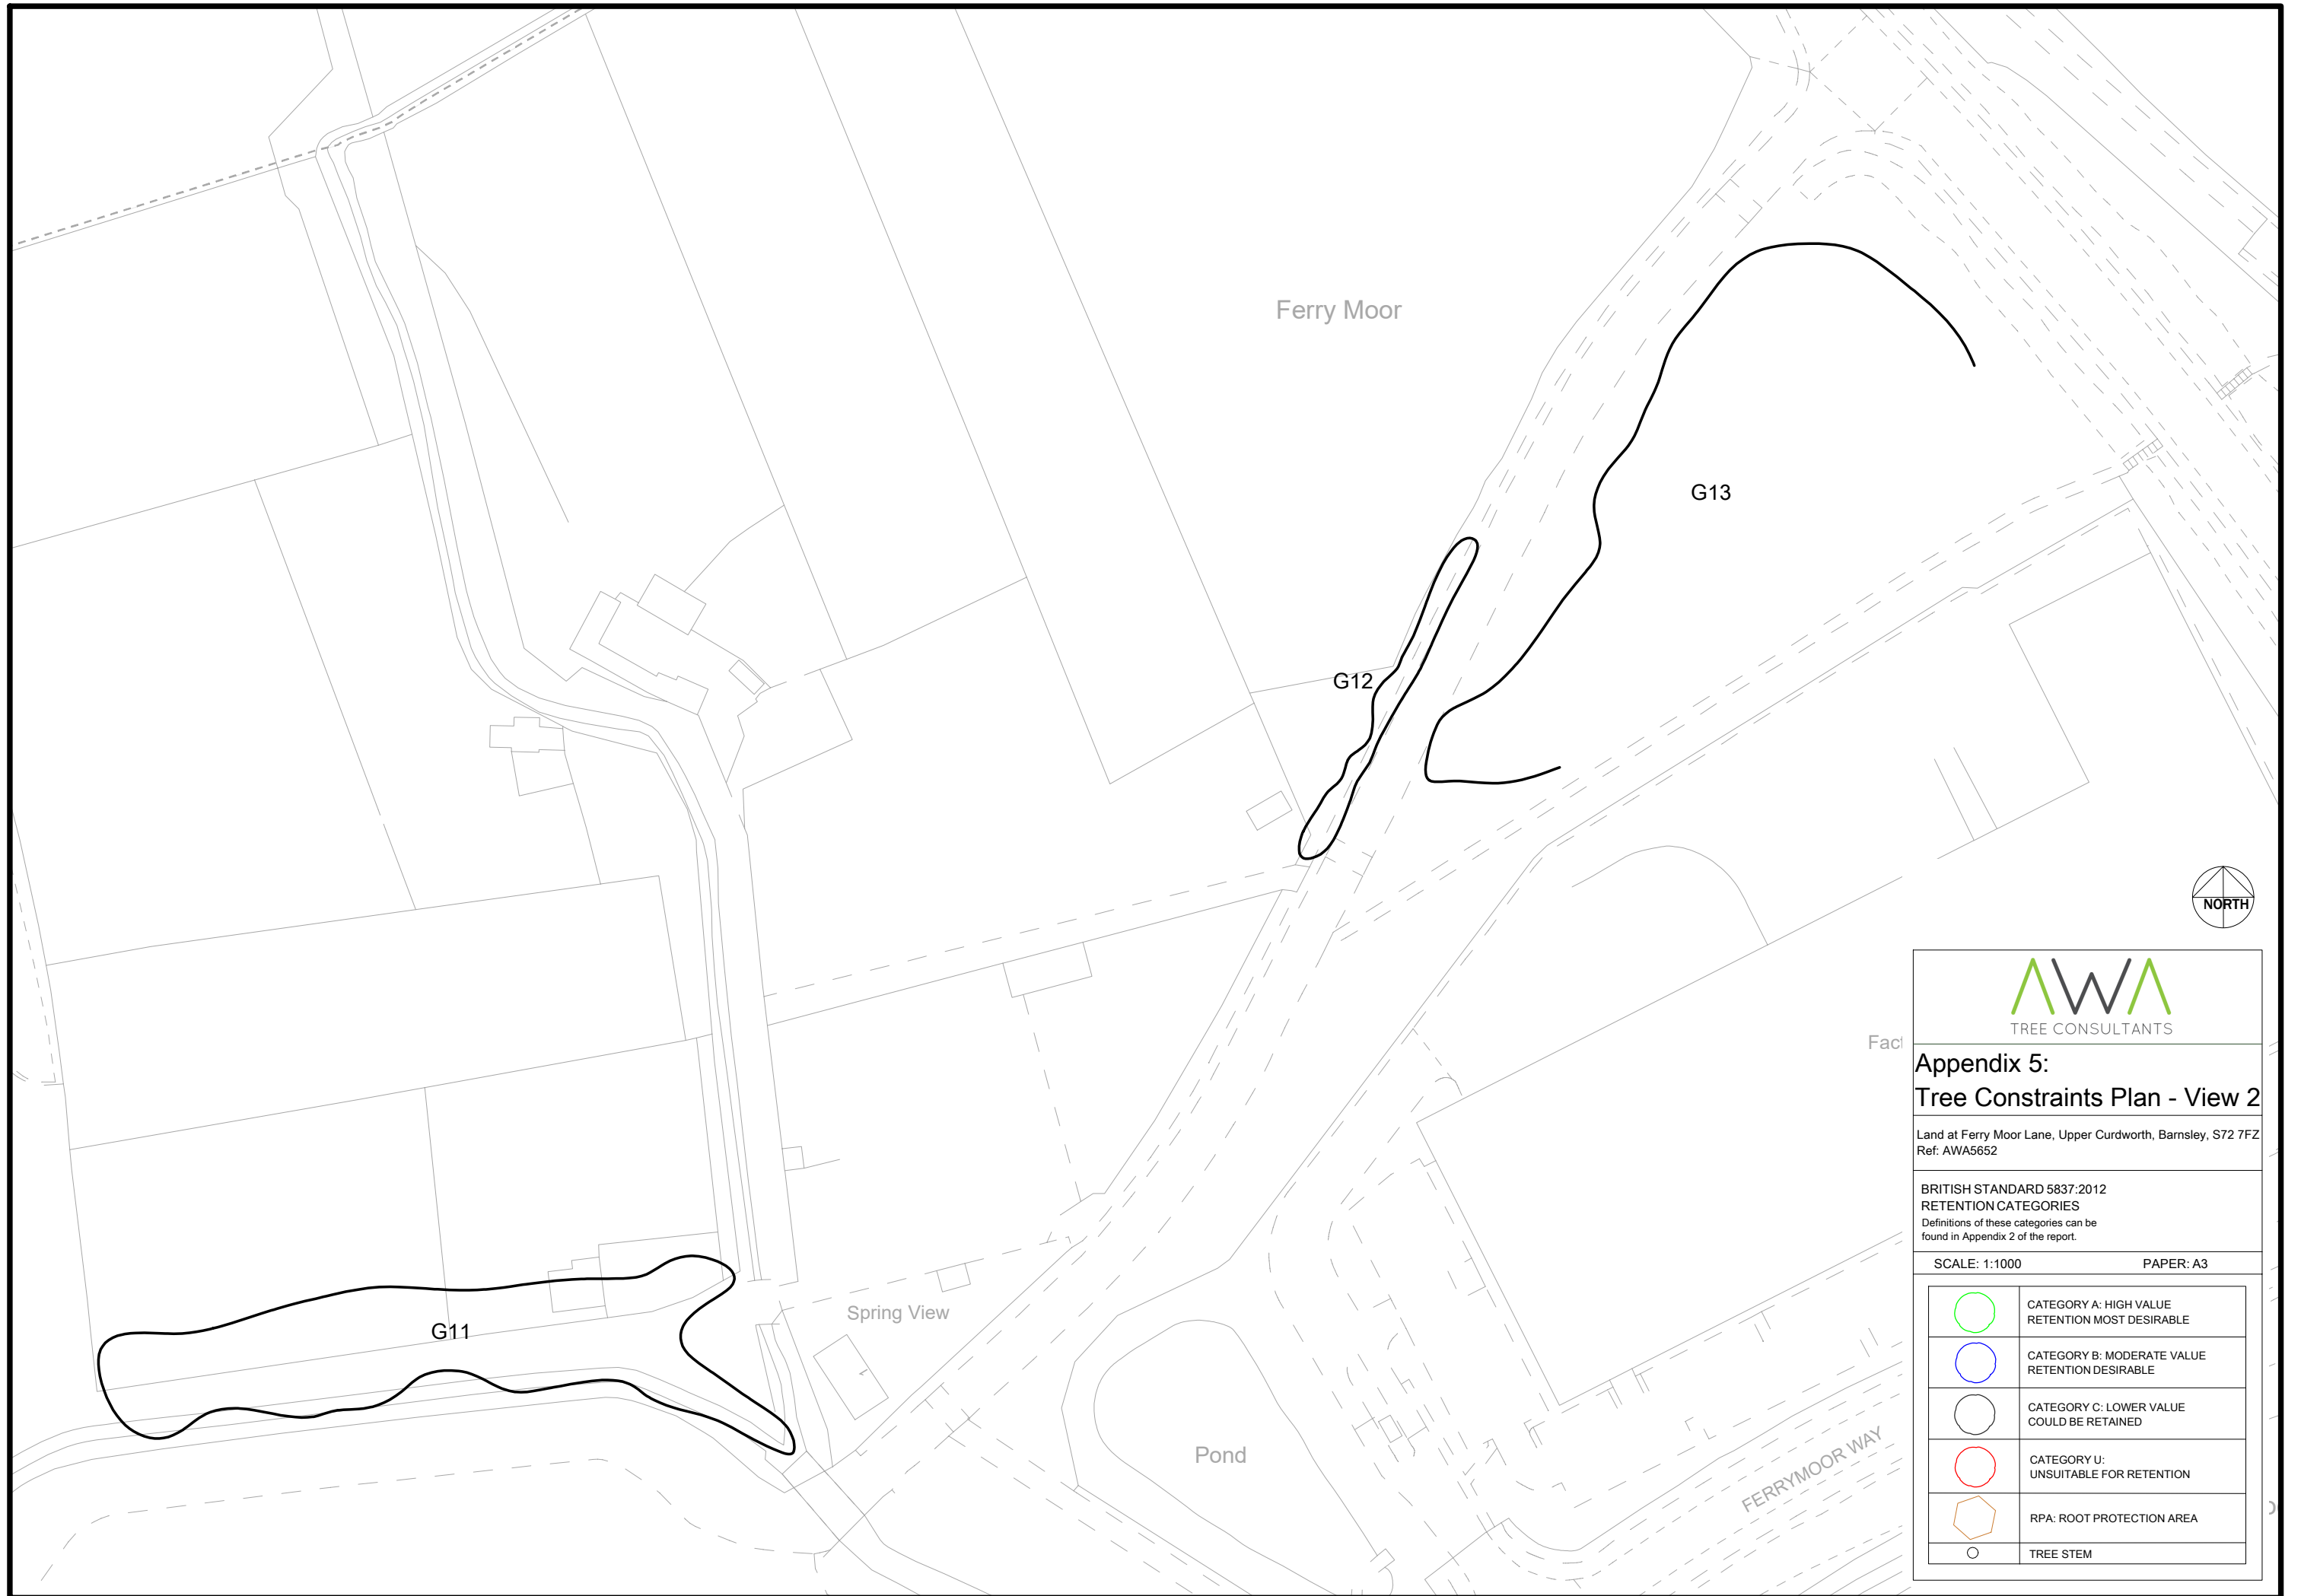 Ferry Moor
G13
G12
NORTH
G11
Spring View
Pond
FERRYMOOR WAY
AWA
TREE CONSULTANTS
Appendix 5:
Tree Constraints Plan - View 2
Land at Ferry Moor Lane, Upper Curdworth, Barnsley, S72 7FZ
Ref: AWA5652
BRITISH STANDARD 5837:2012
RETENTION CATEGORIES
Definitions of these categories can be
found in Appendix 2 of the report.
SCALE: 1:1000 PAPER: A3
CATEGORY A: HIGH VALUE
RETENTION MOST DESIRABLE
CATEGORY B: MODERATE VALUE
RETENTION DESIRABLE
CATEGORY C: LOWER VALUE
COULD BE RETAINED
CATEGORY U:
UNSUITABLE FOR RETENTION
RPA: ROOT PROTECTION AREA
TREE STEM